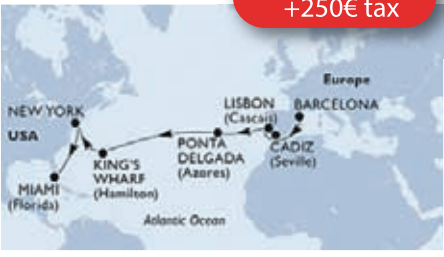 +250€ tax
Europe
NEW YORK
LISBON
(Cascais)
BARCELONA
USA
PONTA
DELGADA
(Azores)
CADIZ
(Seville)
KING'S
WHARF
(Hamilton)
MIAMI
(Florida)
Atlantic Ocean